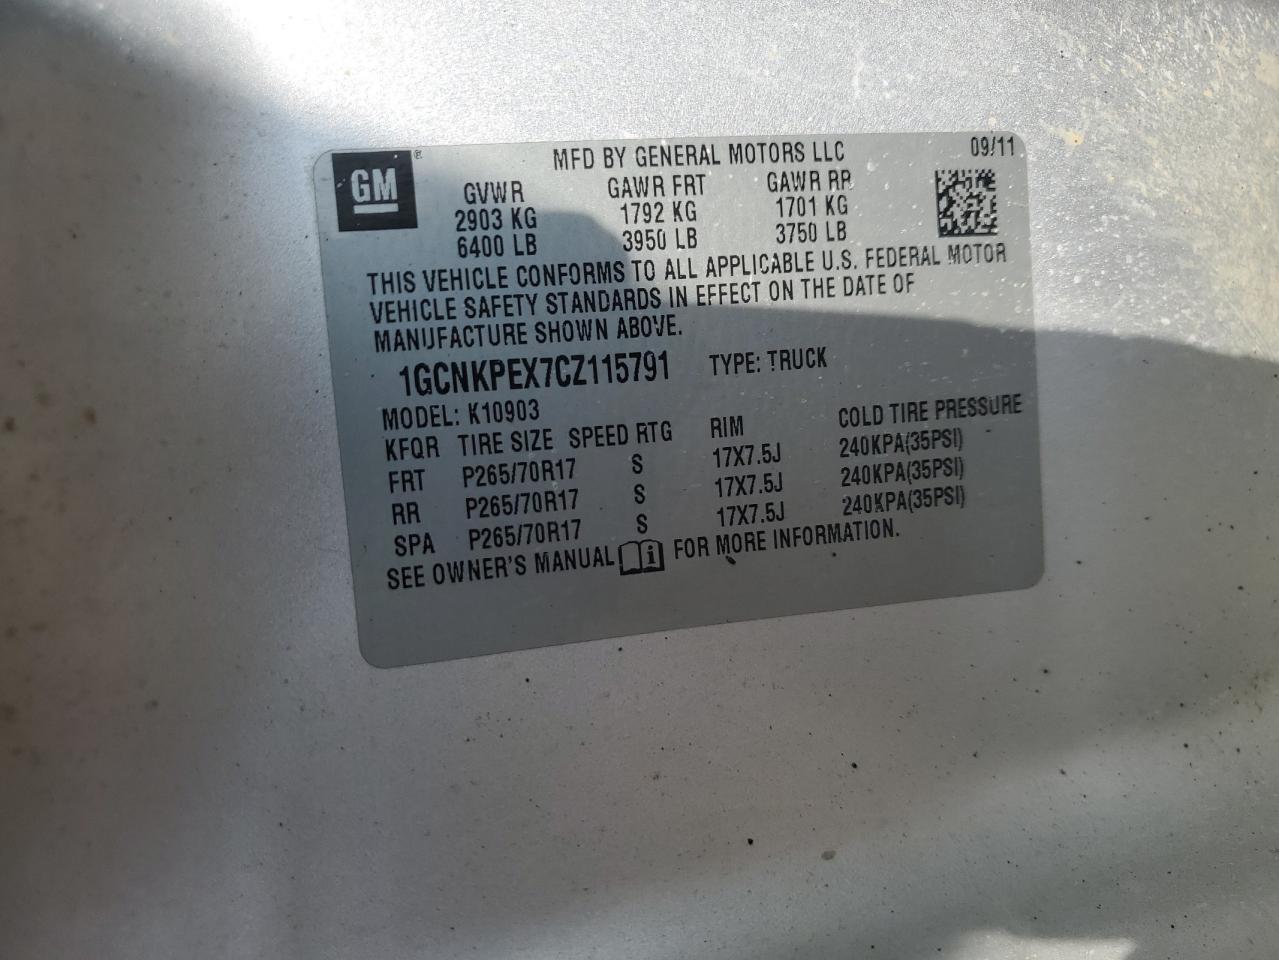 GM ® MFD BY GENERAL MOTORS LLC 09/11
GVWR GAWR FRT GAWR RR
2903 KG 1792 KG 1701 KG
6400 LB 3950 LB 3750 LB
THIS VEHICLE CONFORMS TO ALL APPLICABLE U.S. FEDERAL MOTOR
VEHICLE SAFETY STANDARDS IN EFFECT ON THE DATE OF
MANUFACTURE SHOWN ABOVE.
1GCNKPEX7CZ115791 TYPE: TRUCK
MODEL: K10903
KFQR TIRE SIZE SPEED RTG RIM COLD TIRE PRESSURE
FRT P265/70R17 S 17X7.5J 240KPA(35PSI)
RR P265/70R17 S 17X7.5J 240KPA(35PSI)
SPA P265/70R17 S 17X7.5J 240KPA(35PSI)
SEE OWNER'S MANUAL i FOR MORE INFORMATION.